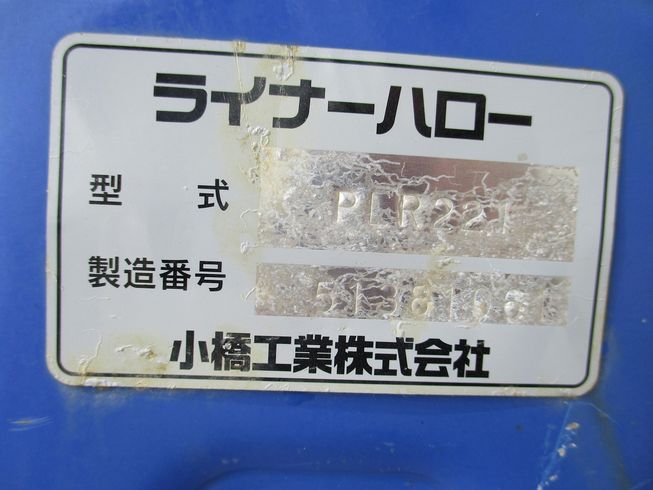 ライナーハロー
型式 PLR221
製造番号
小橋工業株式会社